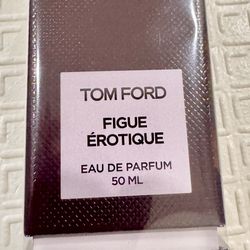 TOM FORD
FIGUE
ÉROTIQUE
EAU DE PARFUM
50 ML